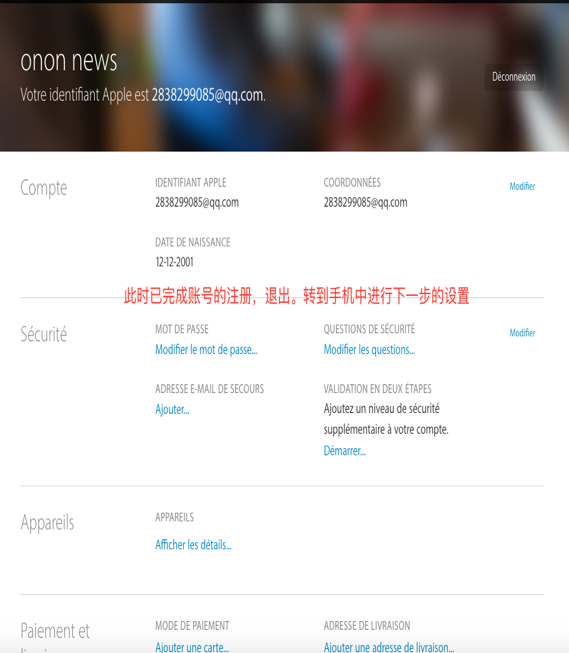 onon news
Votre identifiant Apple est 2838299085@qq.com.
Déconnexion
Compte
IDENTIFIANT APPLE
2838299085@qq.com
COORDONNÉES
2838299085@qq.com
Modifier
DATE DE NAISSANCE
12-12-2001
此时已完成账号的注册，退出。转到手机中进行下一步的设置
Sécurité
MOT DE PASSE
Modifier le mot de passe...
QUESTIONS DE SÉCURITÉ
Modifier les questions...
Modifier
ADRESSE E-MAIL DE SECOURS
Ajouter...
VALIDATION EN DEUX ÉTAPES
Ajoutez un niveau de sécurité
supplémentaire à votre compte.
Démarrer...
Appareils
APPAREILS
Afficher les détails...
Paiement et
MODE DE PAIEMENT
Ajouter une carte...
ADRESSE DE LIVRAISON
Ajouter une adresse de livraison...